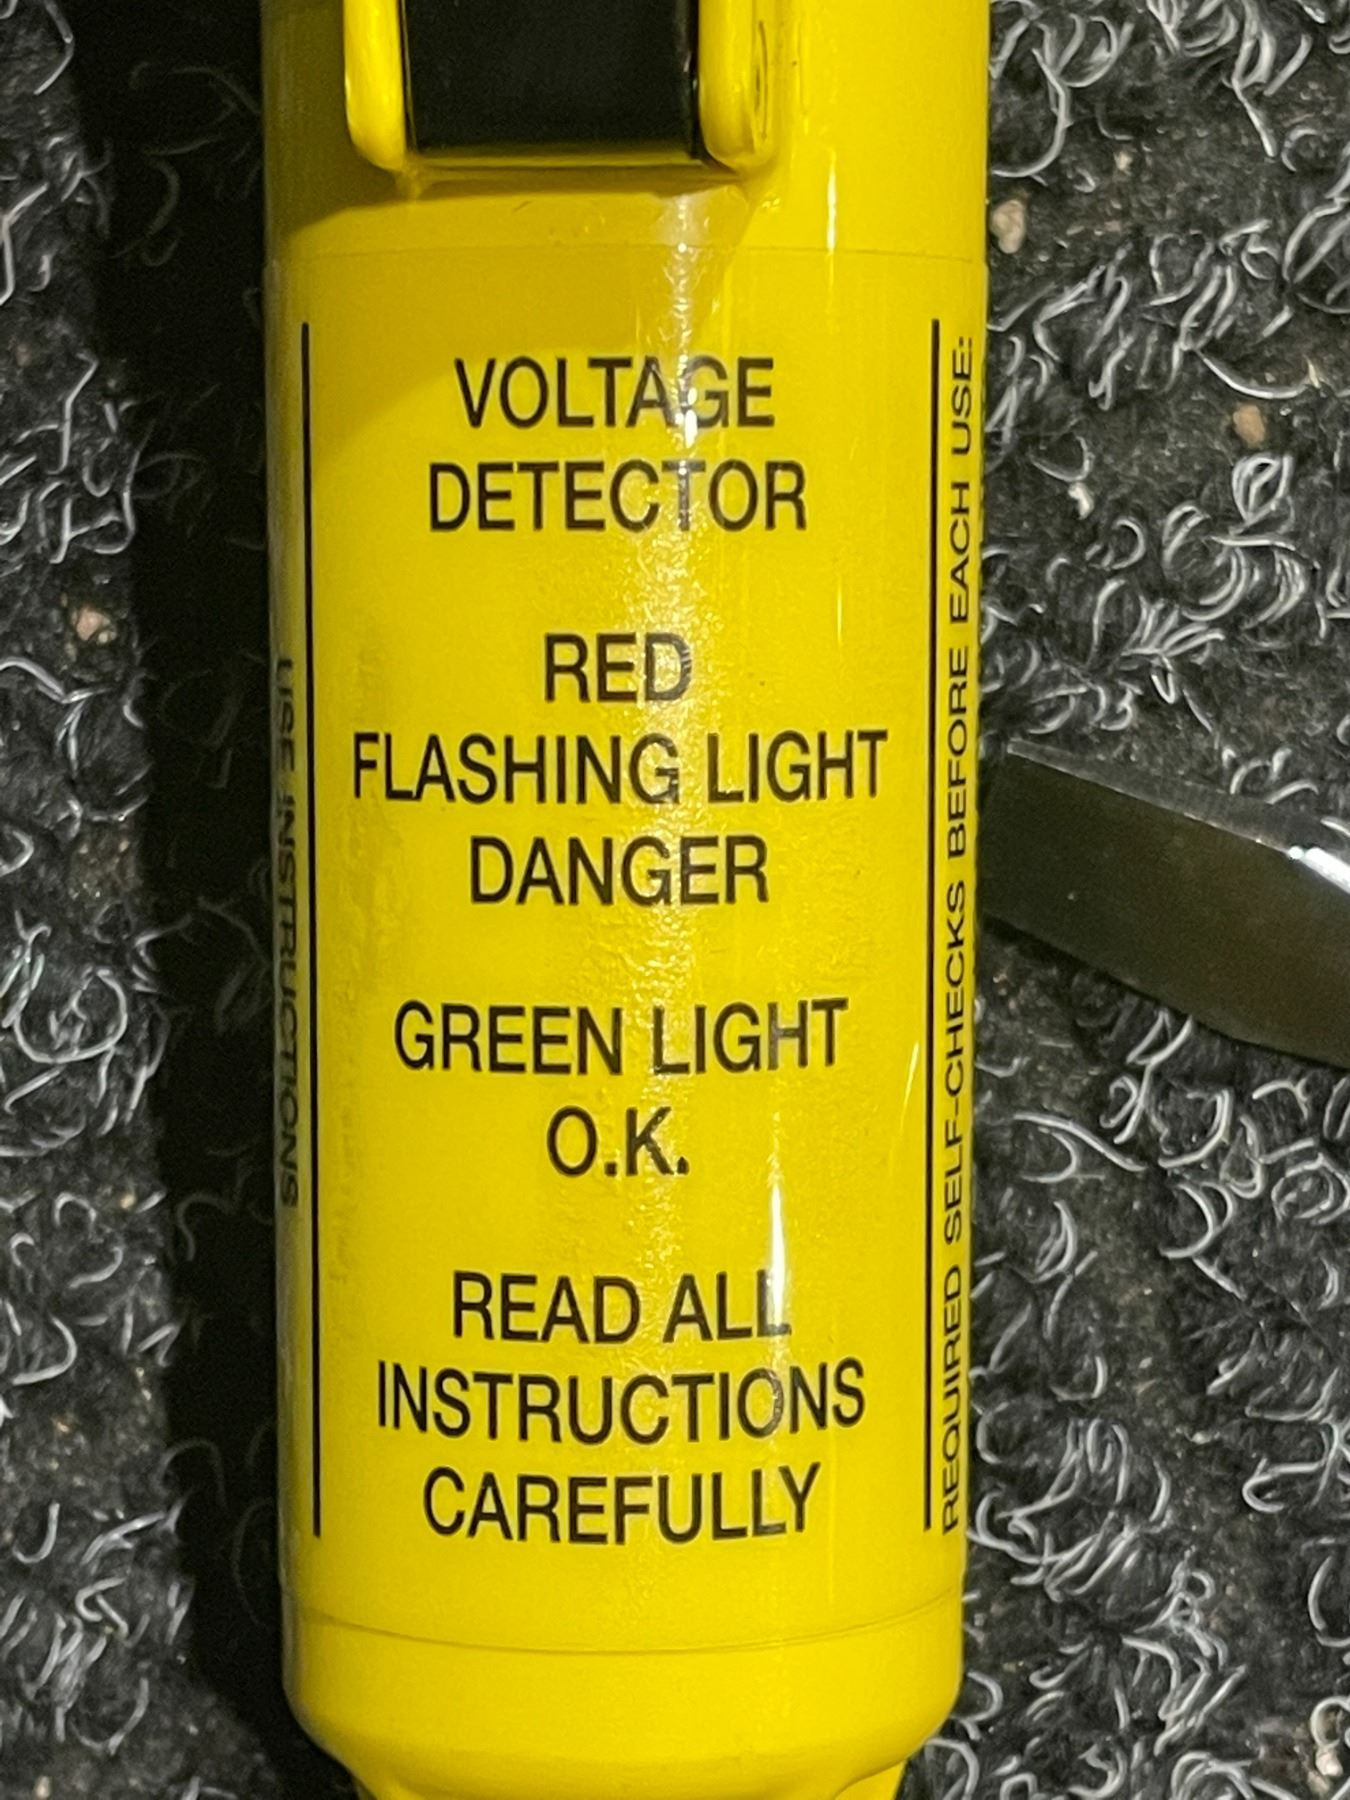 VOLTAGE
DETECTOR
RED
FLASHING LIGHT
DANGER
GREEN LIGHT
O.K.
READ ALL
INSTRUCTIONS
CAREFULLY
USE INSTRUCTIONS
REQUIRED SELF-CHECKS BEFORE EACH USE: